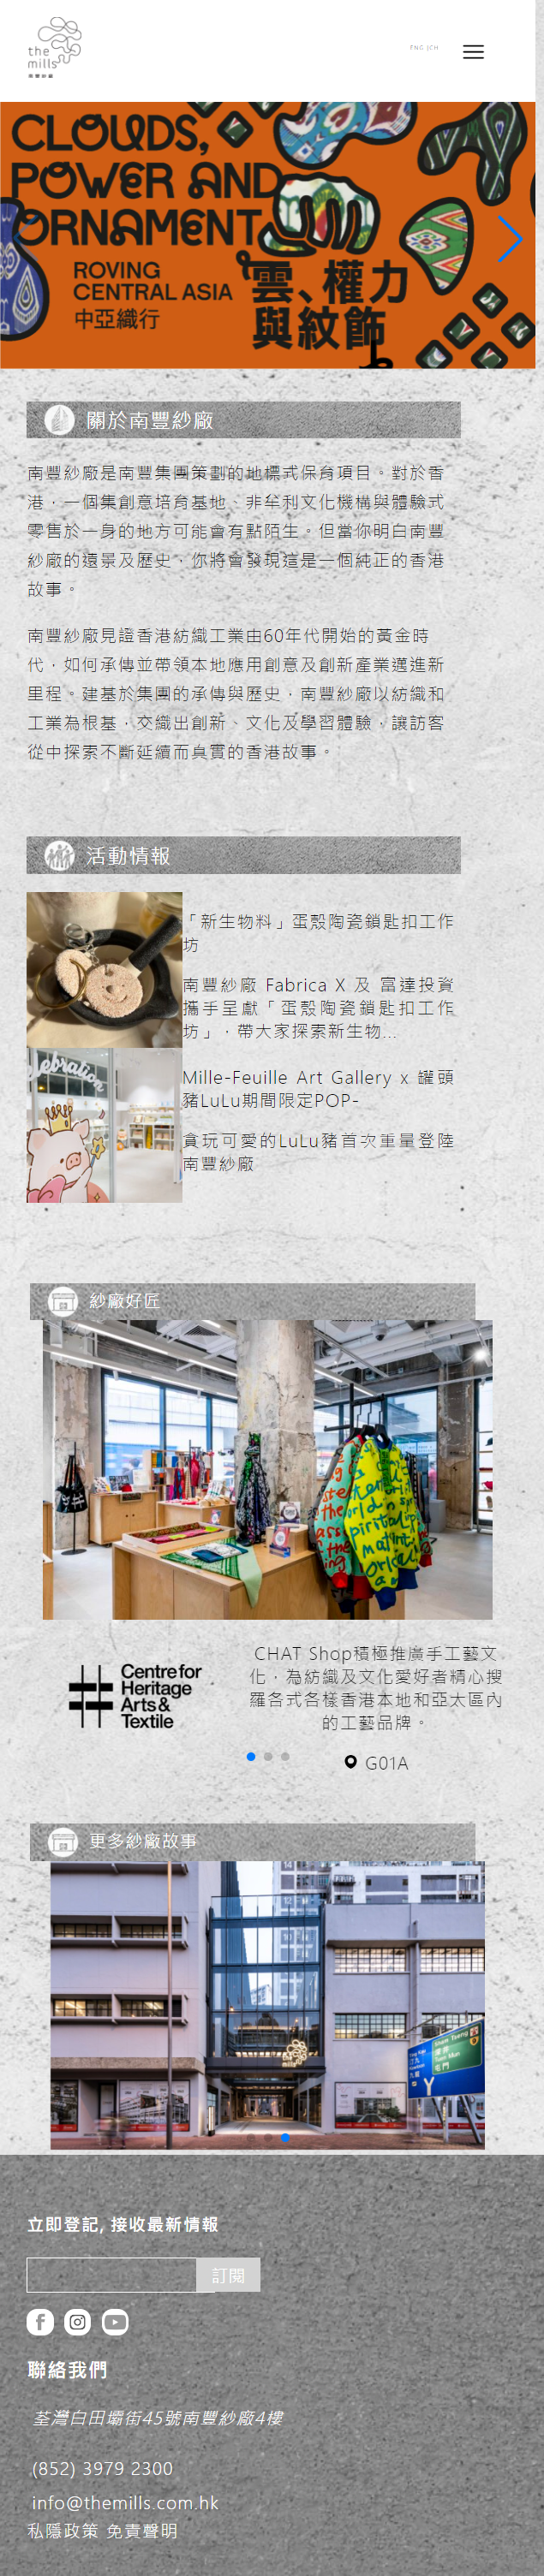 the
mills
南豐紗廠
ENG 简CH
CLOUDS,
POWER AND
ORNAMENT
ROVING
CENTRAL ASIA
中亞織行
雲、權力
與紋飾
關於南豐紗廠
南豐紗廠是南豐集團策劃的地標式保育項目。對於香
港，一個集創意培育基地、非牟利文化機構與體驗式
零售於一身的地方可能會有點陌生。但當你明白南豐
紗廠的遠景及歷史，你將會發現這是一個純正的香港
故事。
南豐紗廠見證香港紡織工業由60年代開始的黃金時
代，如何承傳並帶領本地應用創意及創新產業邁進新
里程。建基於集團的承傳與歷史，南豐紗廠以紡織和
工業為根基，交織出創新、文化及學習體驗，讓訪客
從中探索不斷延續而真實的香港故事。
活動情報
「新生物料」蛋殼陶瓷鎖匙扣工作
坊
南豐紗廠 Fabrica X 及 富達投資
攜手呈獻「蛋殼陶瓷鎖匙扣工作
坊」，帶大家探索新生物...
Mille-Feuille Art Gallery x 罐頭
豬LuLu期間限定POP-
貪玩可愛的LuLu豬首次重量登陸
南豐紗廠
紗廠好匠
Centre for
Heritage
Arts &
Textile
CHAT Shop積極推廣手工藝文
化，為紡織及文化愛好者精心搜
羅各式各樣香港本地和亞太區內
的工藝品牌。
G01A
更多紗廠故事
the
mills
Tuen Mun
屯門
立即登記, 接收最新情報
訂閱
聯絡我們
荃灣白田壩街45號南豐紗廠4樓
(852) 3979 2300
info@themills.com.hk
私隱政策 免責聲明